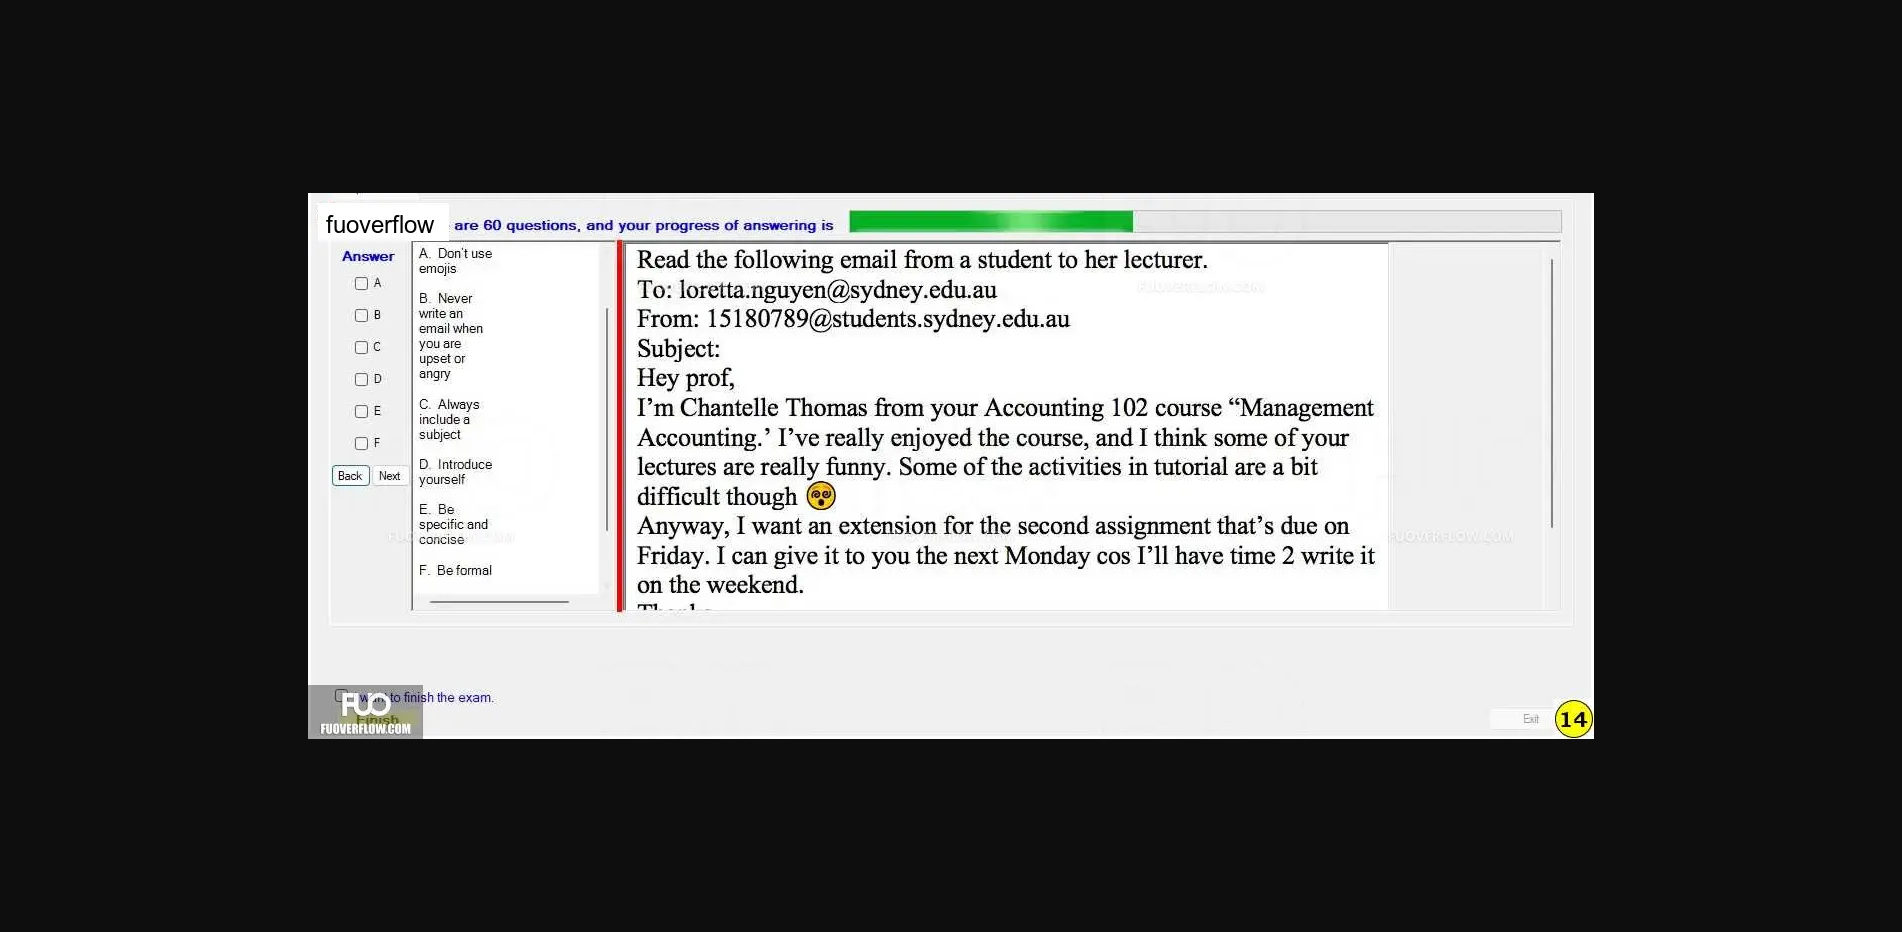 fuoverflow are 60 questions, and your progress of answering is
Answer
A
B
C
D
E
F
Back Next
A. Don't use
emojis
B. Never
write an
email when
you are
upset or
angry
C. Always
include a
subject
D. Introduce
yourself
E. Be
specific and
concise
F. Be formal
Read the following email from a student to her lecturer.
To: loretta.nguyen@sydney.edu.au
From: 15180789@students.sydney.edu.au
Subject:
Hey prof,
I'm Chantelle Thomas from your Accounting 102 course “Management
Accounting.’ I've really enjoyed the course, and I think some of your
lectures are really funny. Some of the activities in tutorial are a bit
difficult though 😵
Anyway, I want an extension for the second assignment that's due on
Friday. I can give it to you the next Monday cos I'll have time 2 write it
on the weekend.
FUOVERFLOW.COM
FUOVERFLOW.COM
want to finish the exam.
FUO
Finish
FUOVERFLOW.COM
Exit 14